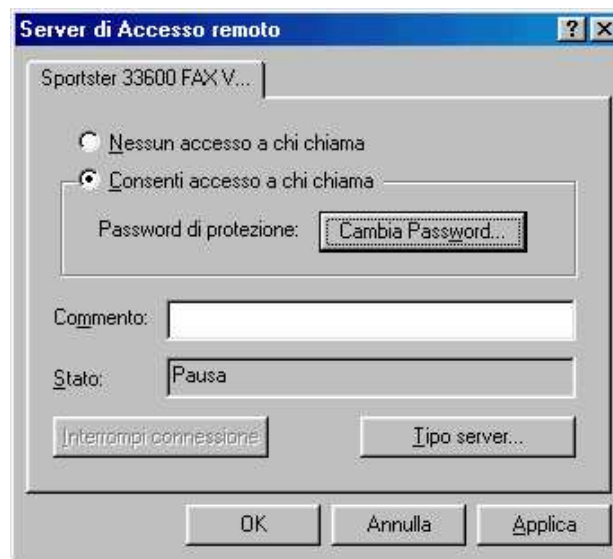 Server di Accesso remoto
Sportster 33600 FAX V...
Nessun accesso a chi chiama
Consenti accesso a chi chiama
Password di protezione: Cambia Password...
Commento:
Stato: Pausa
Interrompi connessione Tipo server...
OK Annulla Applica